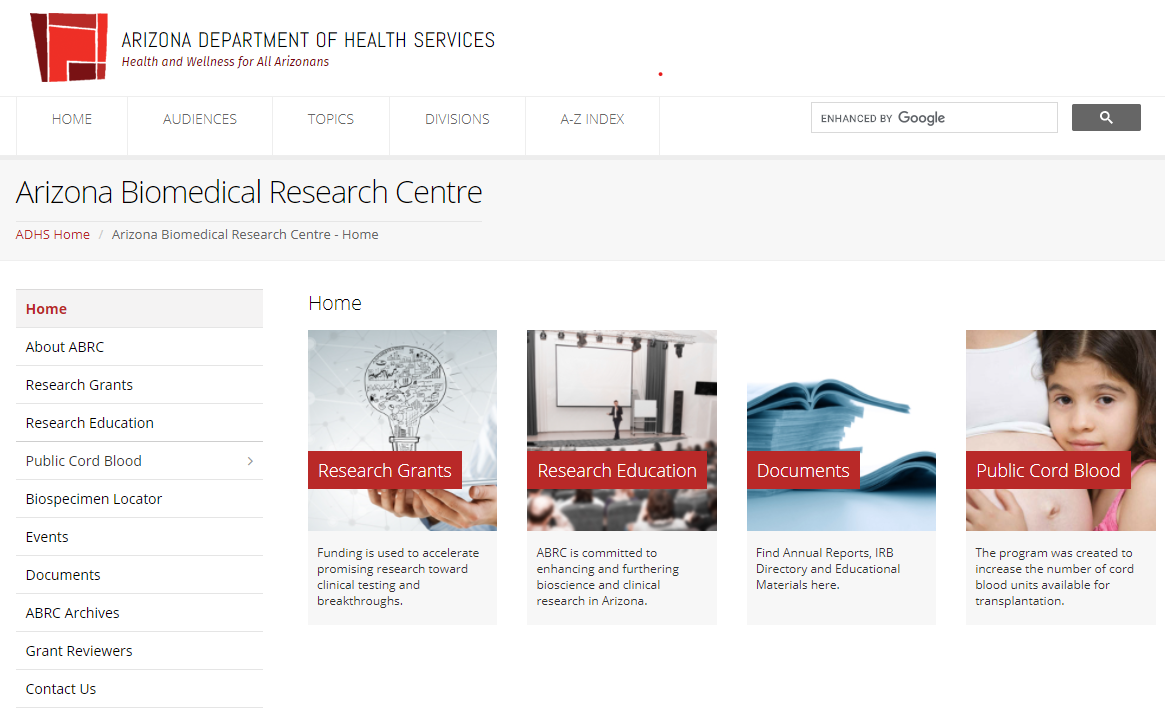 ARIZONA DEPARTMENT OF HEALTH SERVICES
Health and Wellness for All Arizonans
HOME
AUDIENCES
TOPICS
DIVISIONS
A-Z INDEX
ENHANCED BY Google
Arizona Biomedical Research Centre
ADHS Home / Arizona Biomedical Research Centre - Home
Home
About ABRC
Research Grants
Research Education
Public Cord Blood
Biospecimen Locator
Events
Documents
ABRC Archives
Grant Reviewers
Contact Us
Home
Research Grants
Funding is used to accelerate
promising research toward
clinical testing and
breakthroughs.
Research Education
ABRC is committed to
enhancing and furthering
bioscience and clinical
research in Arizona.
Documents
Find Annual Reports, IRB
Directory and Educational
Materials here.
Public Cord Blood
The program was created to
increase the number of cord
blood units available for
transplantation.